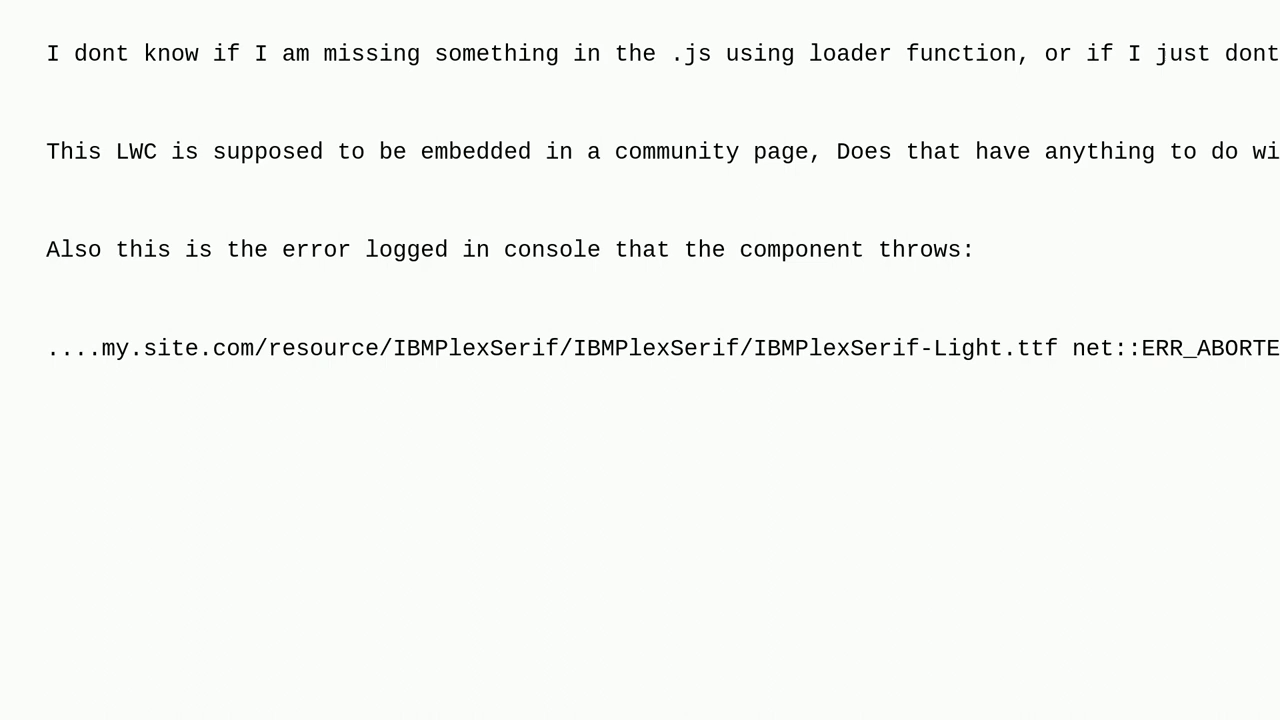 I dont know if I am missing something in the .js using loader function, or if I just dont
This LWC is supposed to be embedded in a community page, Does that have anything to do wi
Also this is the error logged in console that the component throws:
....my.site.com/resource/IBMPlexSerif/IBMPlexSerif/IBMPlexSerif-Light.ttf net::ERR_ABORTE